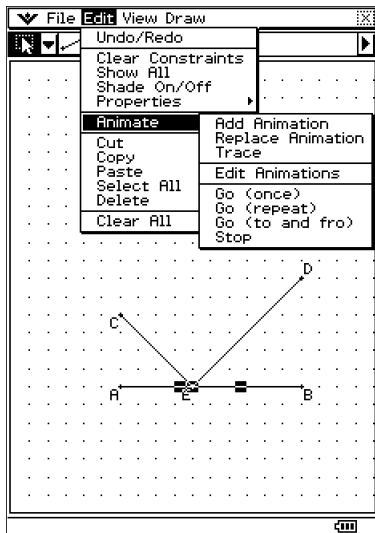 File Edit View Draw
Undo/Redo
Clear Constraints
Show All
Shade On/Off
Properties
Animate
Cut
Copy
Paste
Select All
Delete
Clear All
Add Animation
Replace Animation
Trace
Edit Animations
Go (once)
Go (repeat)
Go (to and fro)
Stop
D
C
A E B